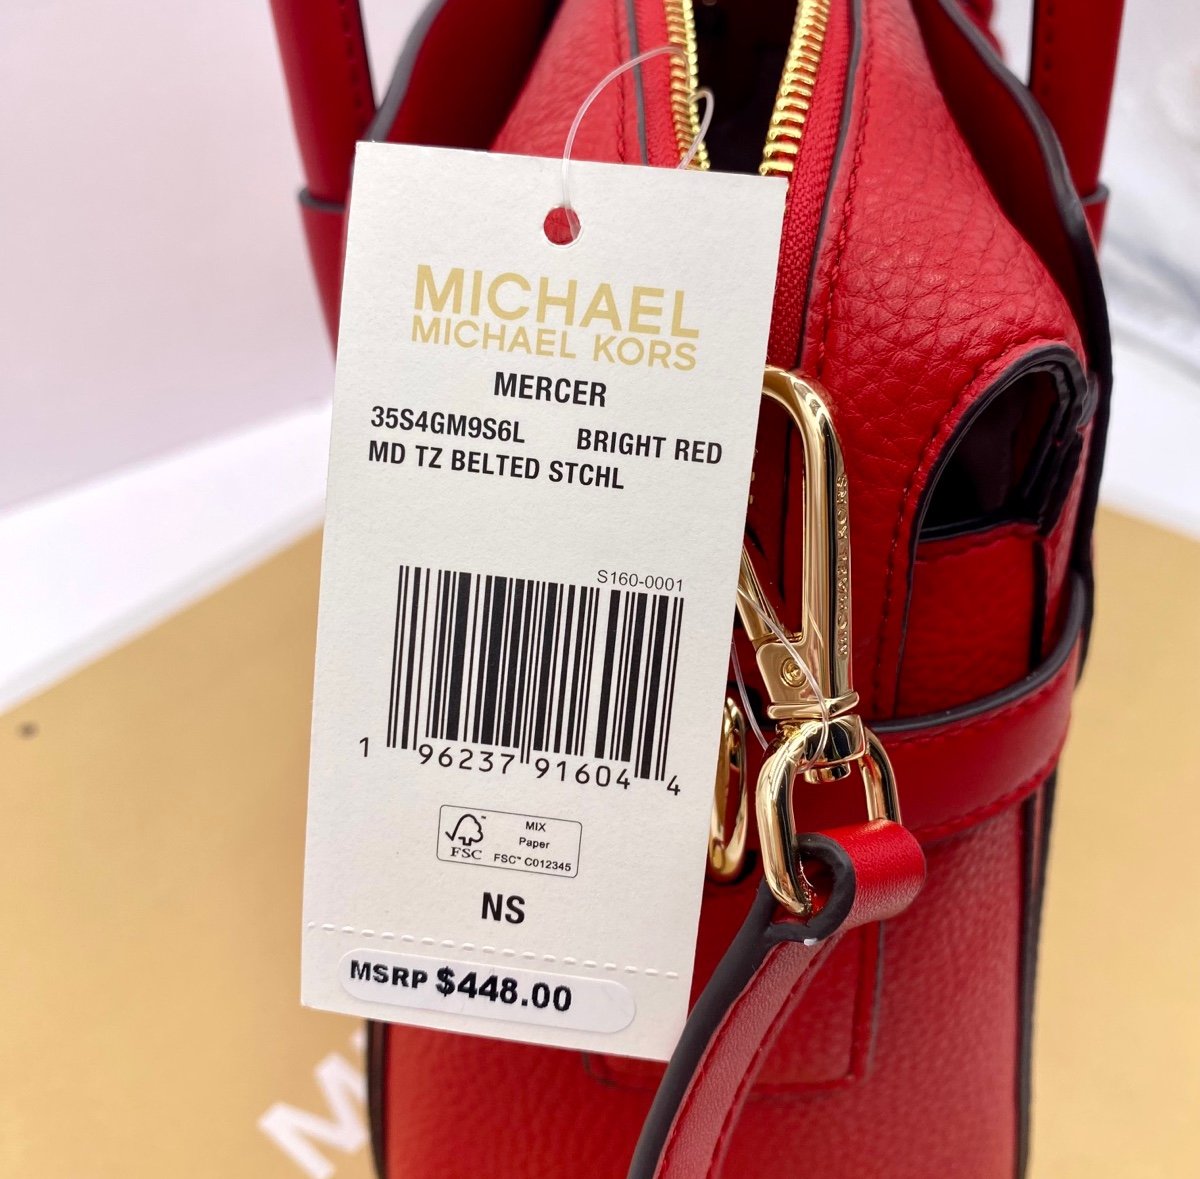 MICHAEL
MICHAEL KORS
MERCER
35S4GM9S6L BRIGHT RED
MD TZ BELTED STCHL
S160-0001
1 96237 91604 4
FSC™
MIX
Paper
FSC™ C012345
NS
MSRP $448.00
MICHAEL KORS
M